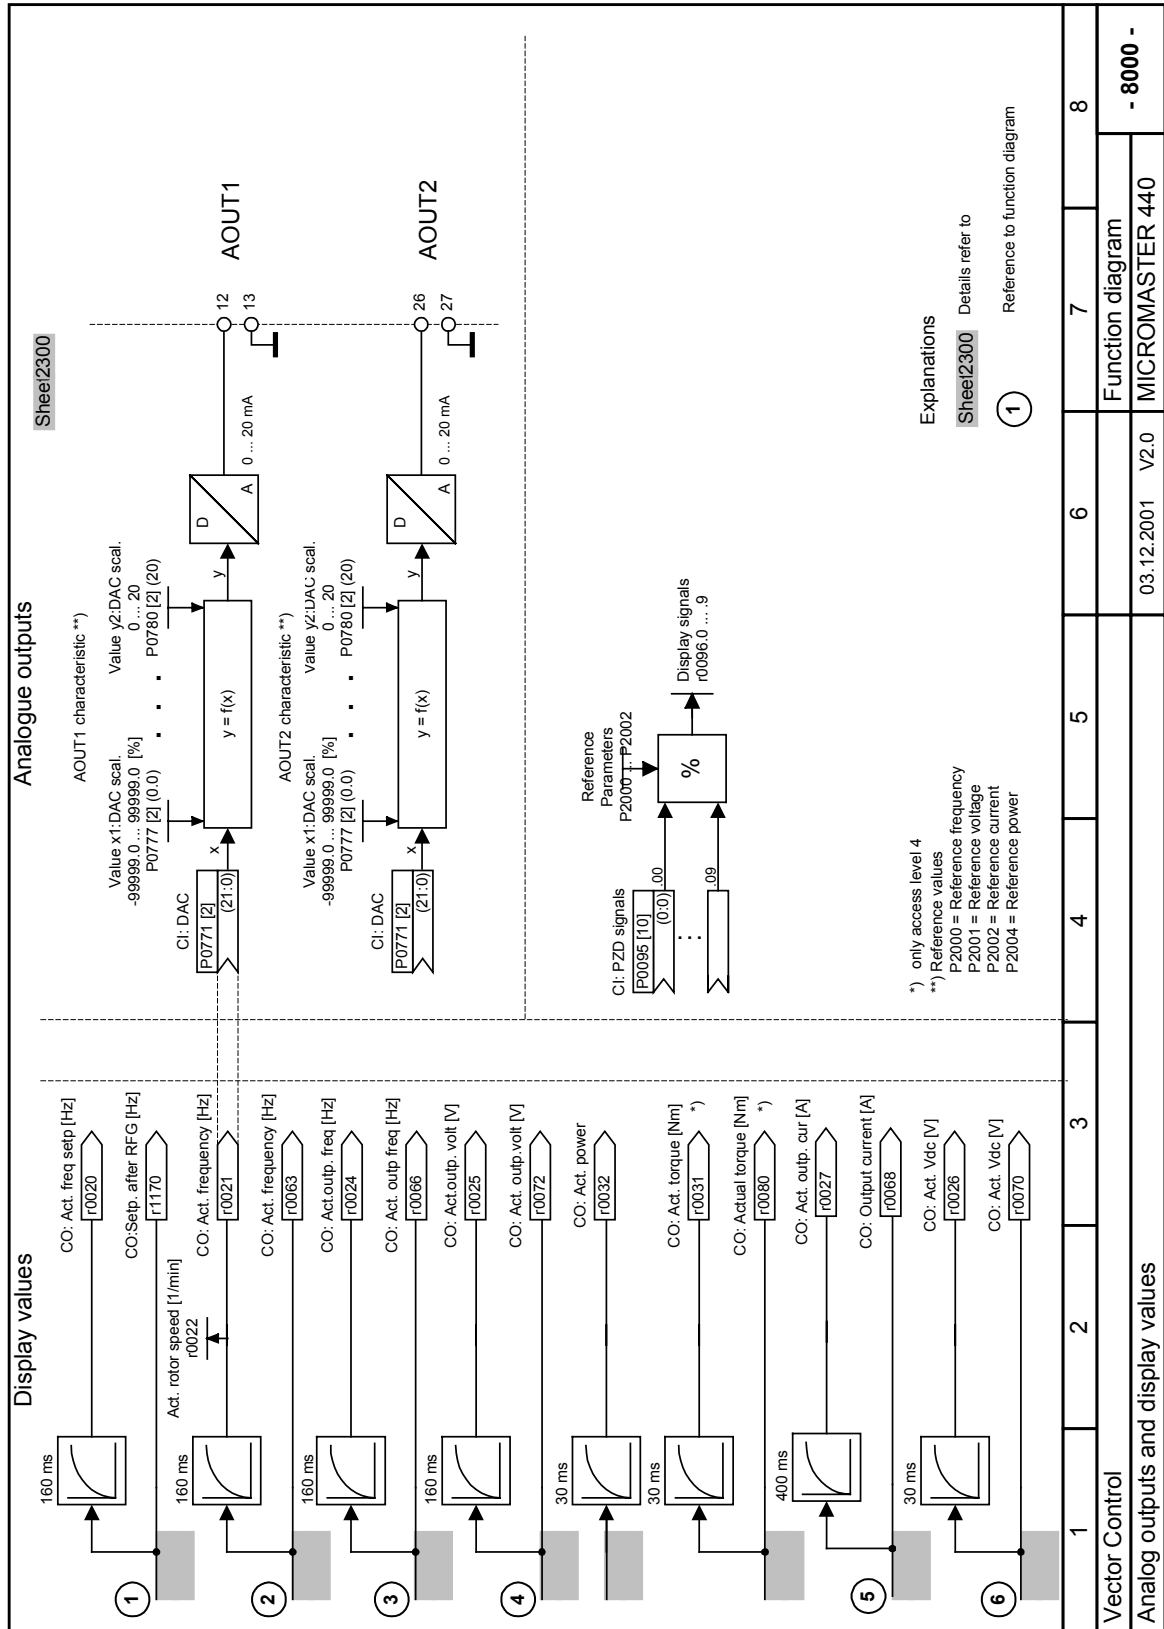 Display values
Analogue outputs
Sheet2300
160 ms
CO: Act. freq setp [Hz]
r0020
1
CO:Setp. after RFG [Hz]
r1170
Act. rotor speed [1/min]
r0022
160 ms
CO: Act. frequency [Hz]
r0021
2
CO: Act. frequency [Hz]
r0063
160 ms
CO: Act.outp. freq [Hz]
r0024
3
CO: Act. outp freq [Hz]
r0066
160 ms
CO: Act.outp. volt [V]
r0025
4
CO: Act. outp.volt [V]
r0072
30 ms
CO: Act. power
r0032
30 ms
CO: Act. torque [Nm]
r0031
*)
CO: Actual torque [Nm]
r0080
*)
400 ms
CO: Act. outp. cur [A]
r0027
5
CO: Output current [A]
r0068
30 ms
CO: Act. Vdc [V]
r0026
6
CO: Act. Vdc [V]
r0070
AOUT1 characteristic **)
Value x1:DAC scal.
-99999.0 ... 99999.0 [%]
P0777 [2] (0.0)
. . .
Value y2:DAC scal.
0 ... 20
P0780 [2] (20)
CI: DAC
P0771 [2]
(21:0)
x
y = f(x)
y
D
A
0 ... 20 mA
12
13
AOUT1
AOUT2 characteristic **)
Value x1:DAC scal.
-99999.0 ... 99999.0 [%]
P0777 [2] (0.0)
. . .
Value y2:DAC scal.
0 ... 20
P0780 [2] (20)
CI: DAC
P0771 [2]
(21:0)
x
y = f(x)
y
D
A
0 ... 20 mA
26
27
AOUT2
Reference
Parameters
P2000 ... P2002
CI: PZD signals
P0095 [10]
(0:0)
.00
...
.09
%
Display signals
r0096.0 ... .9
*) only access level 4
**) Reference values
P2000 = Reference frequency
P2001 = Reference voltage
P2002 = Reference current
P2004 = Reference power
Explanations
Sheet2300 Details refer to
1 Reference to function diagram
1 2 3 4 5 6 7 8
Vector Control
Function diagram
- 8000 -
Analog outputs and display values
03.12.2001 V2.0
MICROMASTER 440